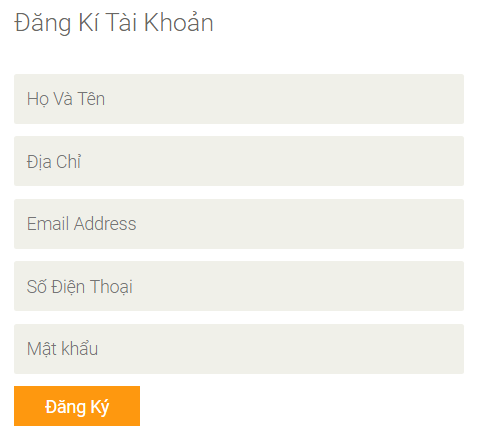 Đăng Kí Tài Khoản
Họ Và Tên
Địa Chỉ
Email Address
Số Điện Thoại
Mật khẩu
Đăng Ký